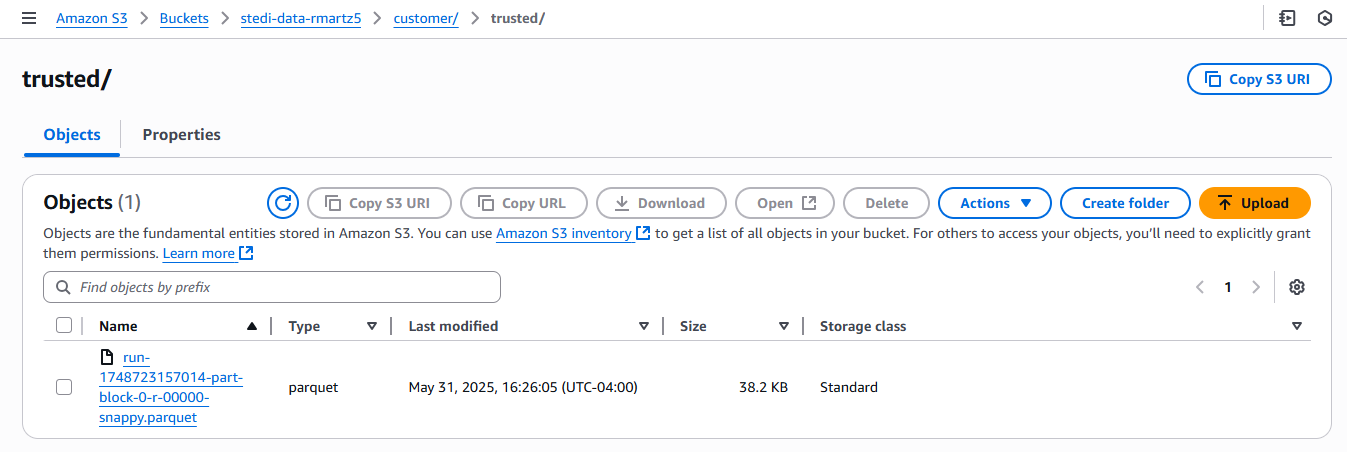 Amazon S3 Buckets stedi-data-rmartz5 customer/ trusted/
trusted/
Copy S3 URI
Objects Properties
Objects (1) Copy S3 URI Copy URL Download Open Delete Actions Create folder Upload
Objects are the fundamental entities stored in Amazon S3. You can use Amazon S3 inventory to get a list of all objects in your bucket. For others to access your objects, you’ll need to explicitly grant
them permissions. Learn more
Find objects by prefix
1
Name Type Last modified Size Storage class
run-
1748723157014-part-
block-0-r-00000-
snappy.parquet
parquet May 31, 2025, 16:26:05 (UTC-04:00) 38.2 KB Standard